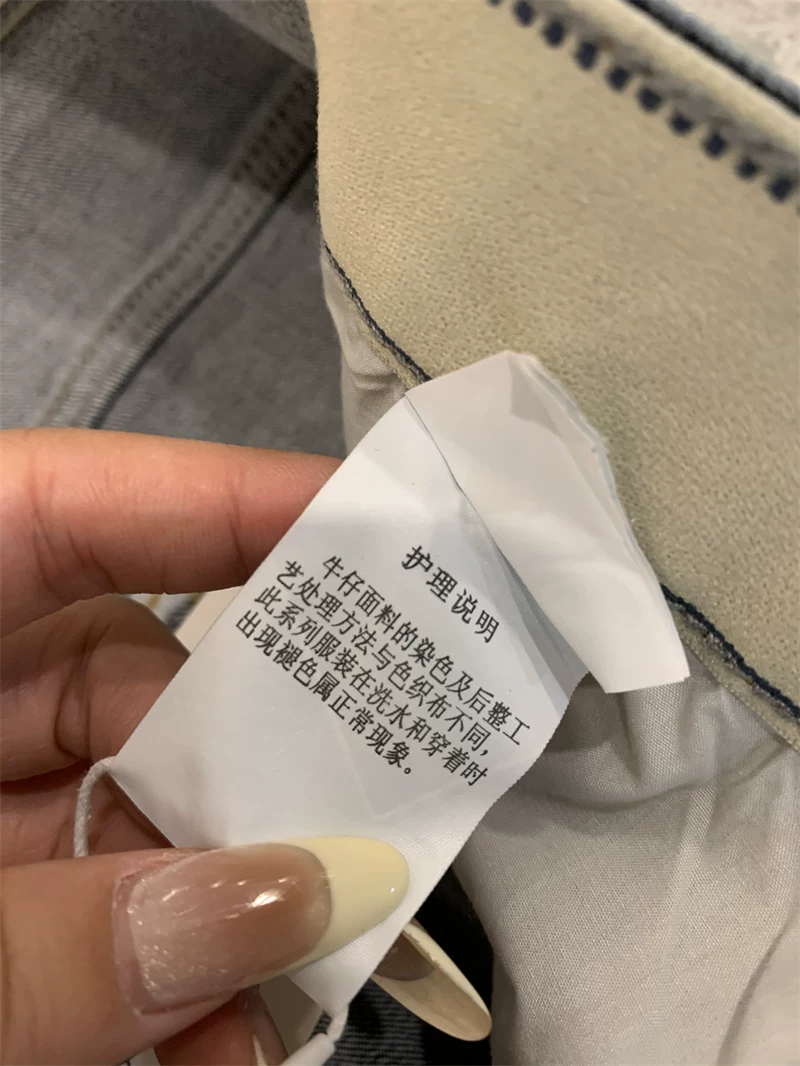 护理说明
牛仔面料的染色及后整工
艺处理方法与色织布不同，
此系列服装在洗水和穿着时
出现褪色属正常现象。